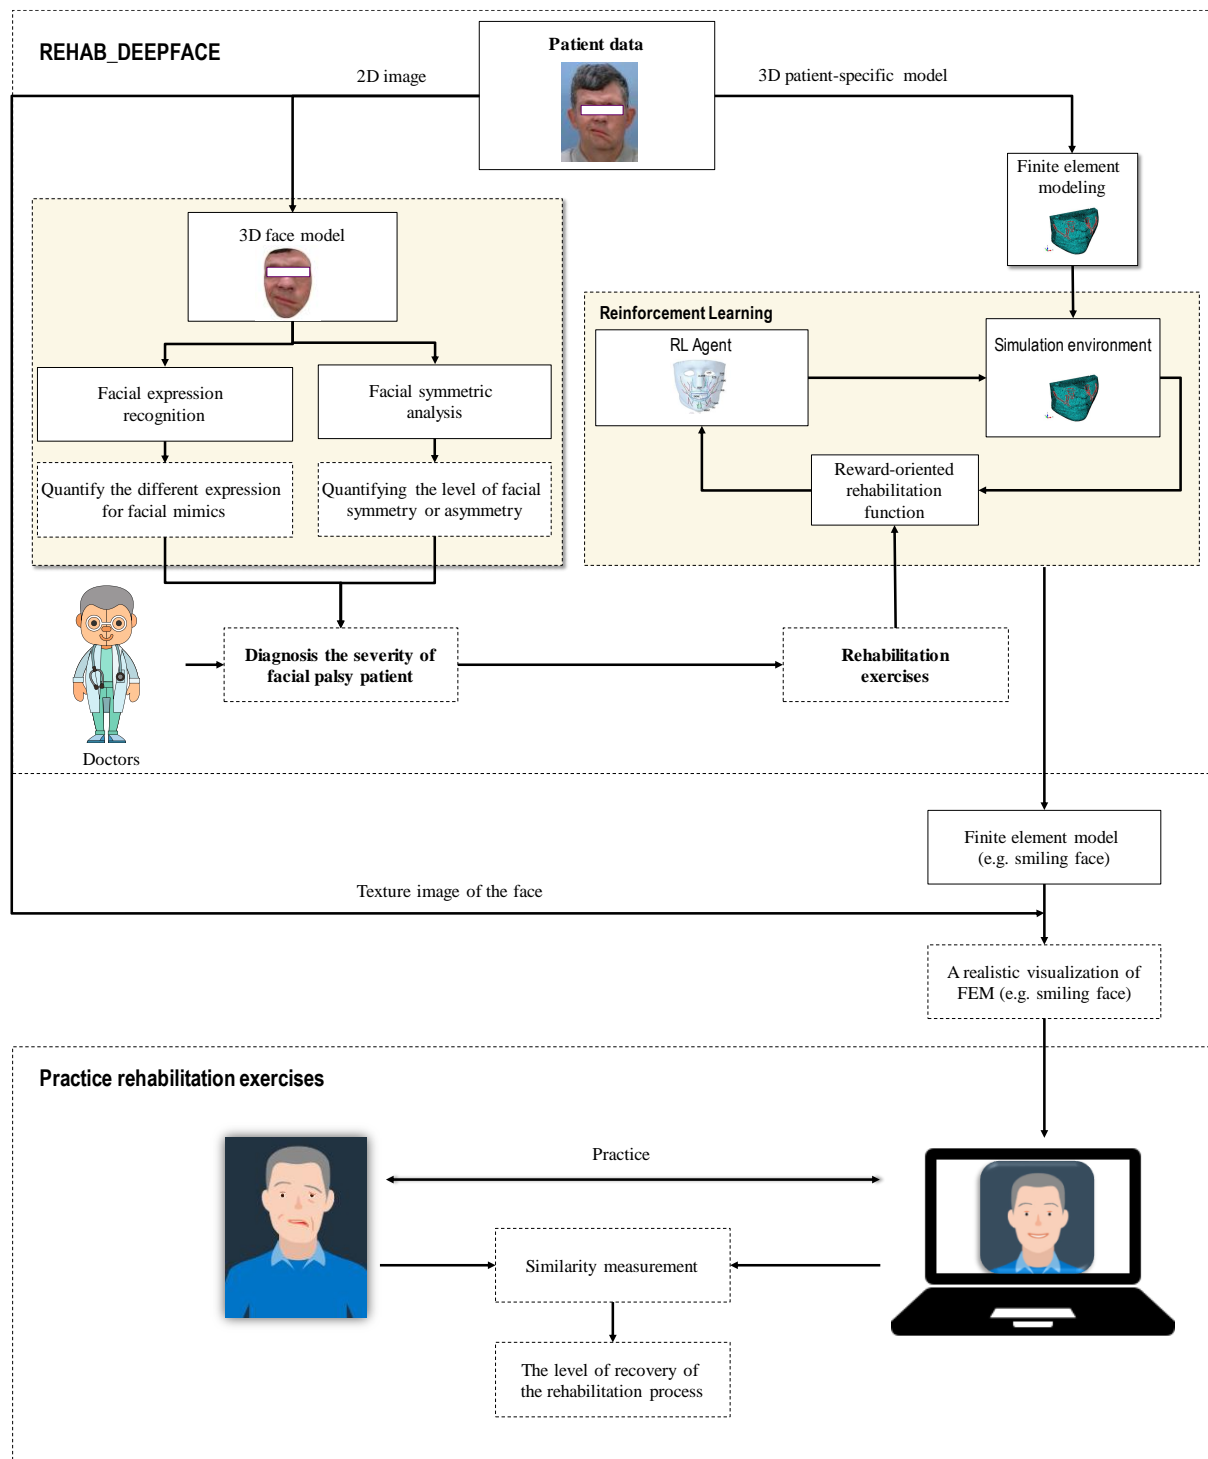 REHAB_DEEPFACE
Patient data
2D image
3D patient-specific model
Finite element
modeling
3D face model
Reinforcement Learning
RL Agent
Simulation environment
Facial expression
recognition
Facial symmetric
analysis
Reward-oriented
rehabilitation
function
Quantify the different expression
for facial mimics
Quantifying the level of facial
symmetry or asymmetry
Diagnosis the severity of
facial palsy patient
Rehabilitation
exercises
Doctors
Finite element model
(e.g. smiling face)
Texture image of the face
A realistic visualization of
FEM (e.g. smiling face)
Practice rehabilitation exercises
Practice
Similarity measurement
The level of recovery of
the rehabilitation process